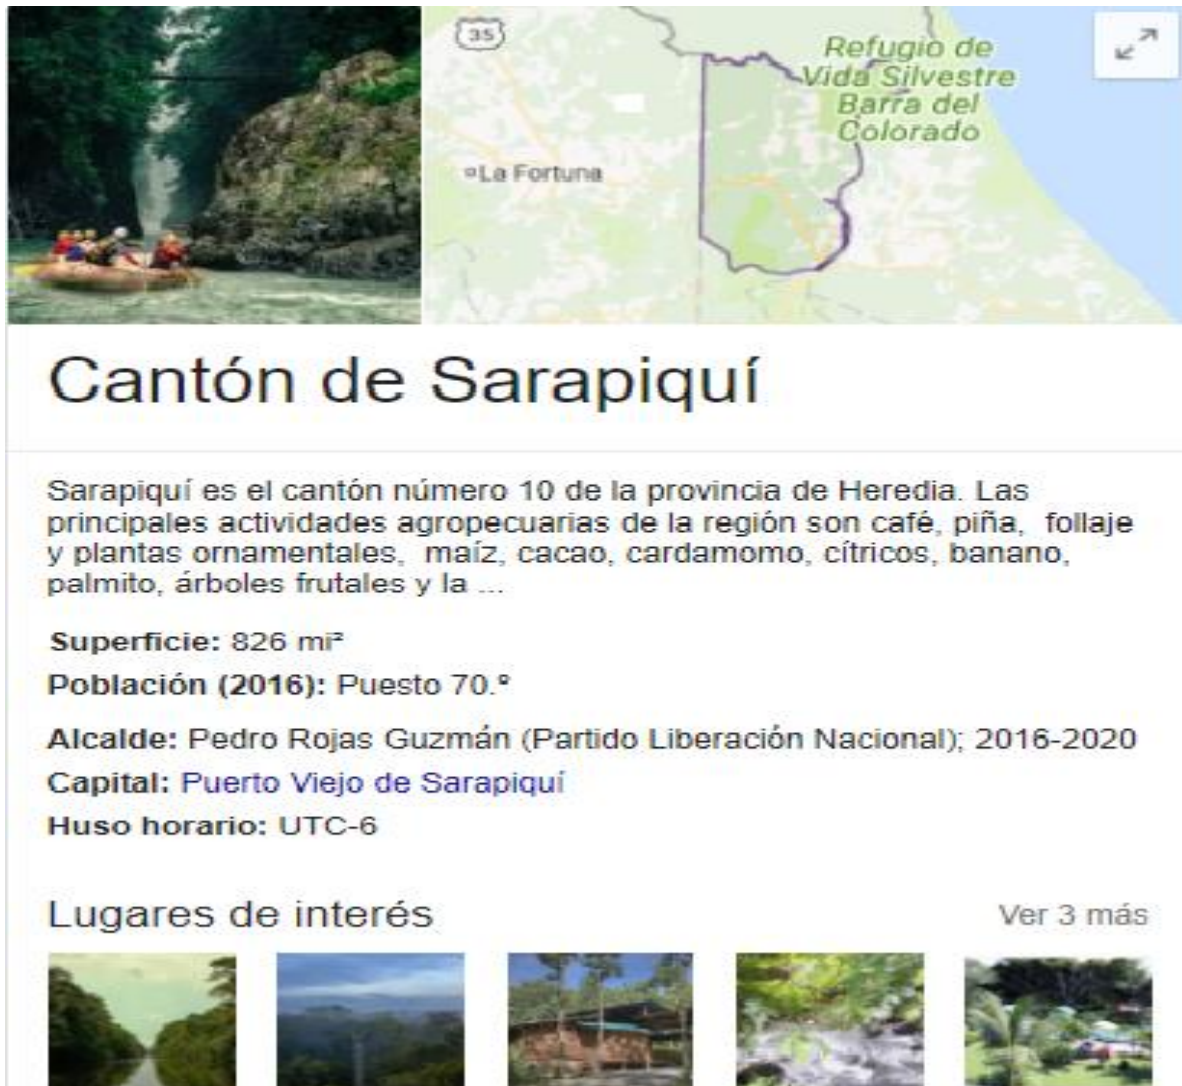 35
Refugio de
Vida Silvestre
Barra del
Colorado
La Fortuna
Cantón de Sarapiquí
Sarapiquí es el cantón número 10 de la provincia de Heredia. Las
principales actividades agropecuarias de la región son café, piña, follaje
y plantas ornamentales, maíz, cacao, cardamomo, cítricos, banano,
palmito, árboles frutales y la ...
Superficie: 826 mi²
Población (2016): Puesto 70.º
Alcalde: Pedro Rojas Guzmán (Partido Liberación Nacional); 2016-2020
Capital: Puerto Viejo de Sarapiquí
Huso horario: UTC-6
Lugares de interés
Ver 3 más